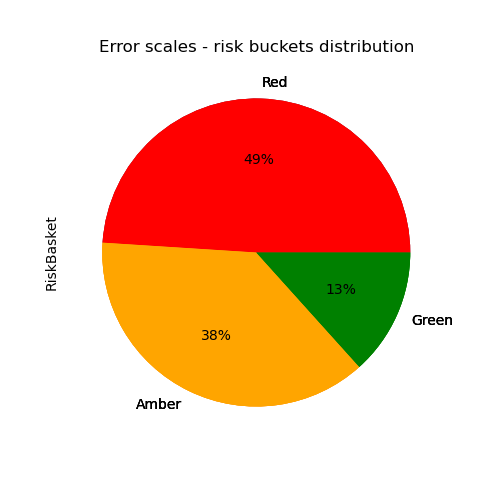 Error scales - risk buckets distribution
Red
49%
RiskBasket
13%
Green
38%
Amber